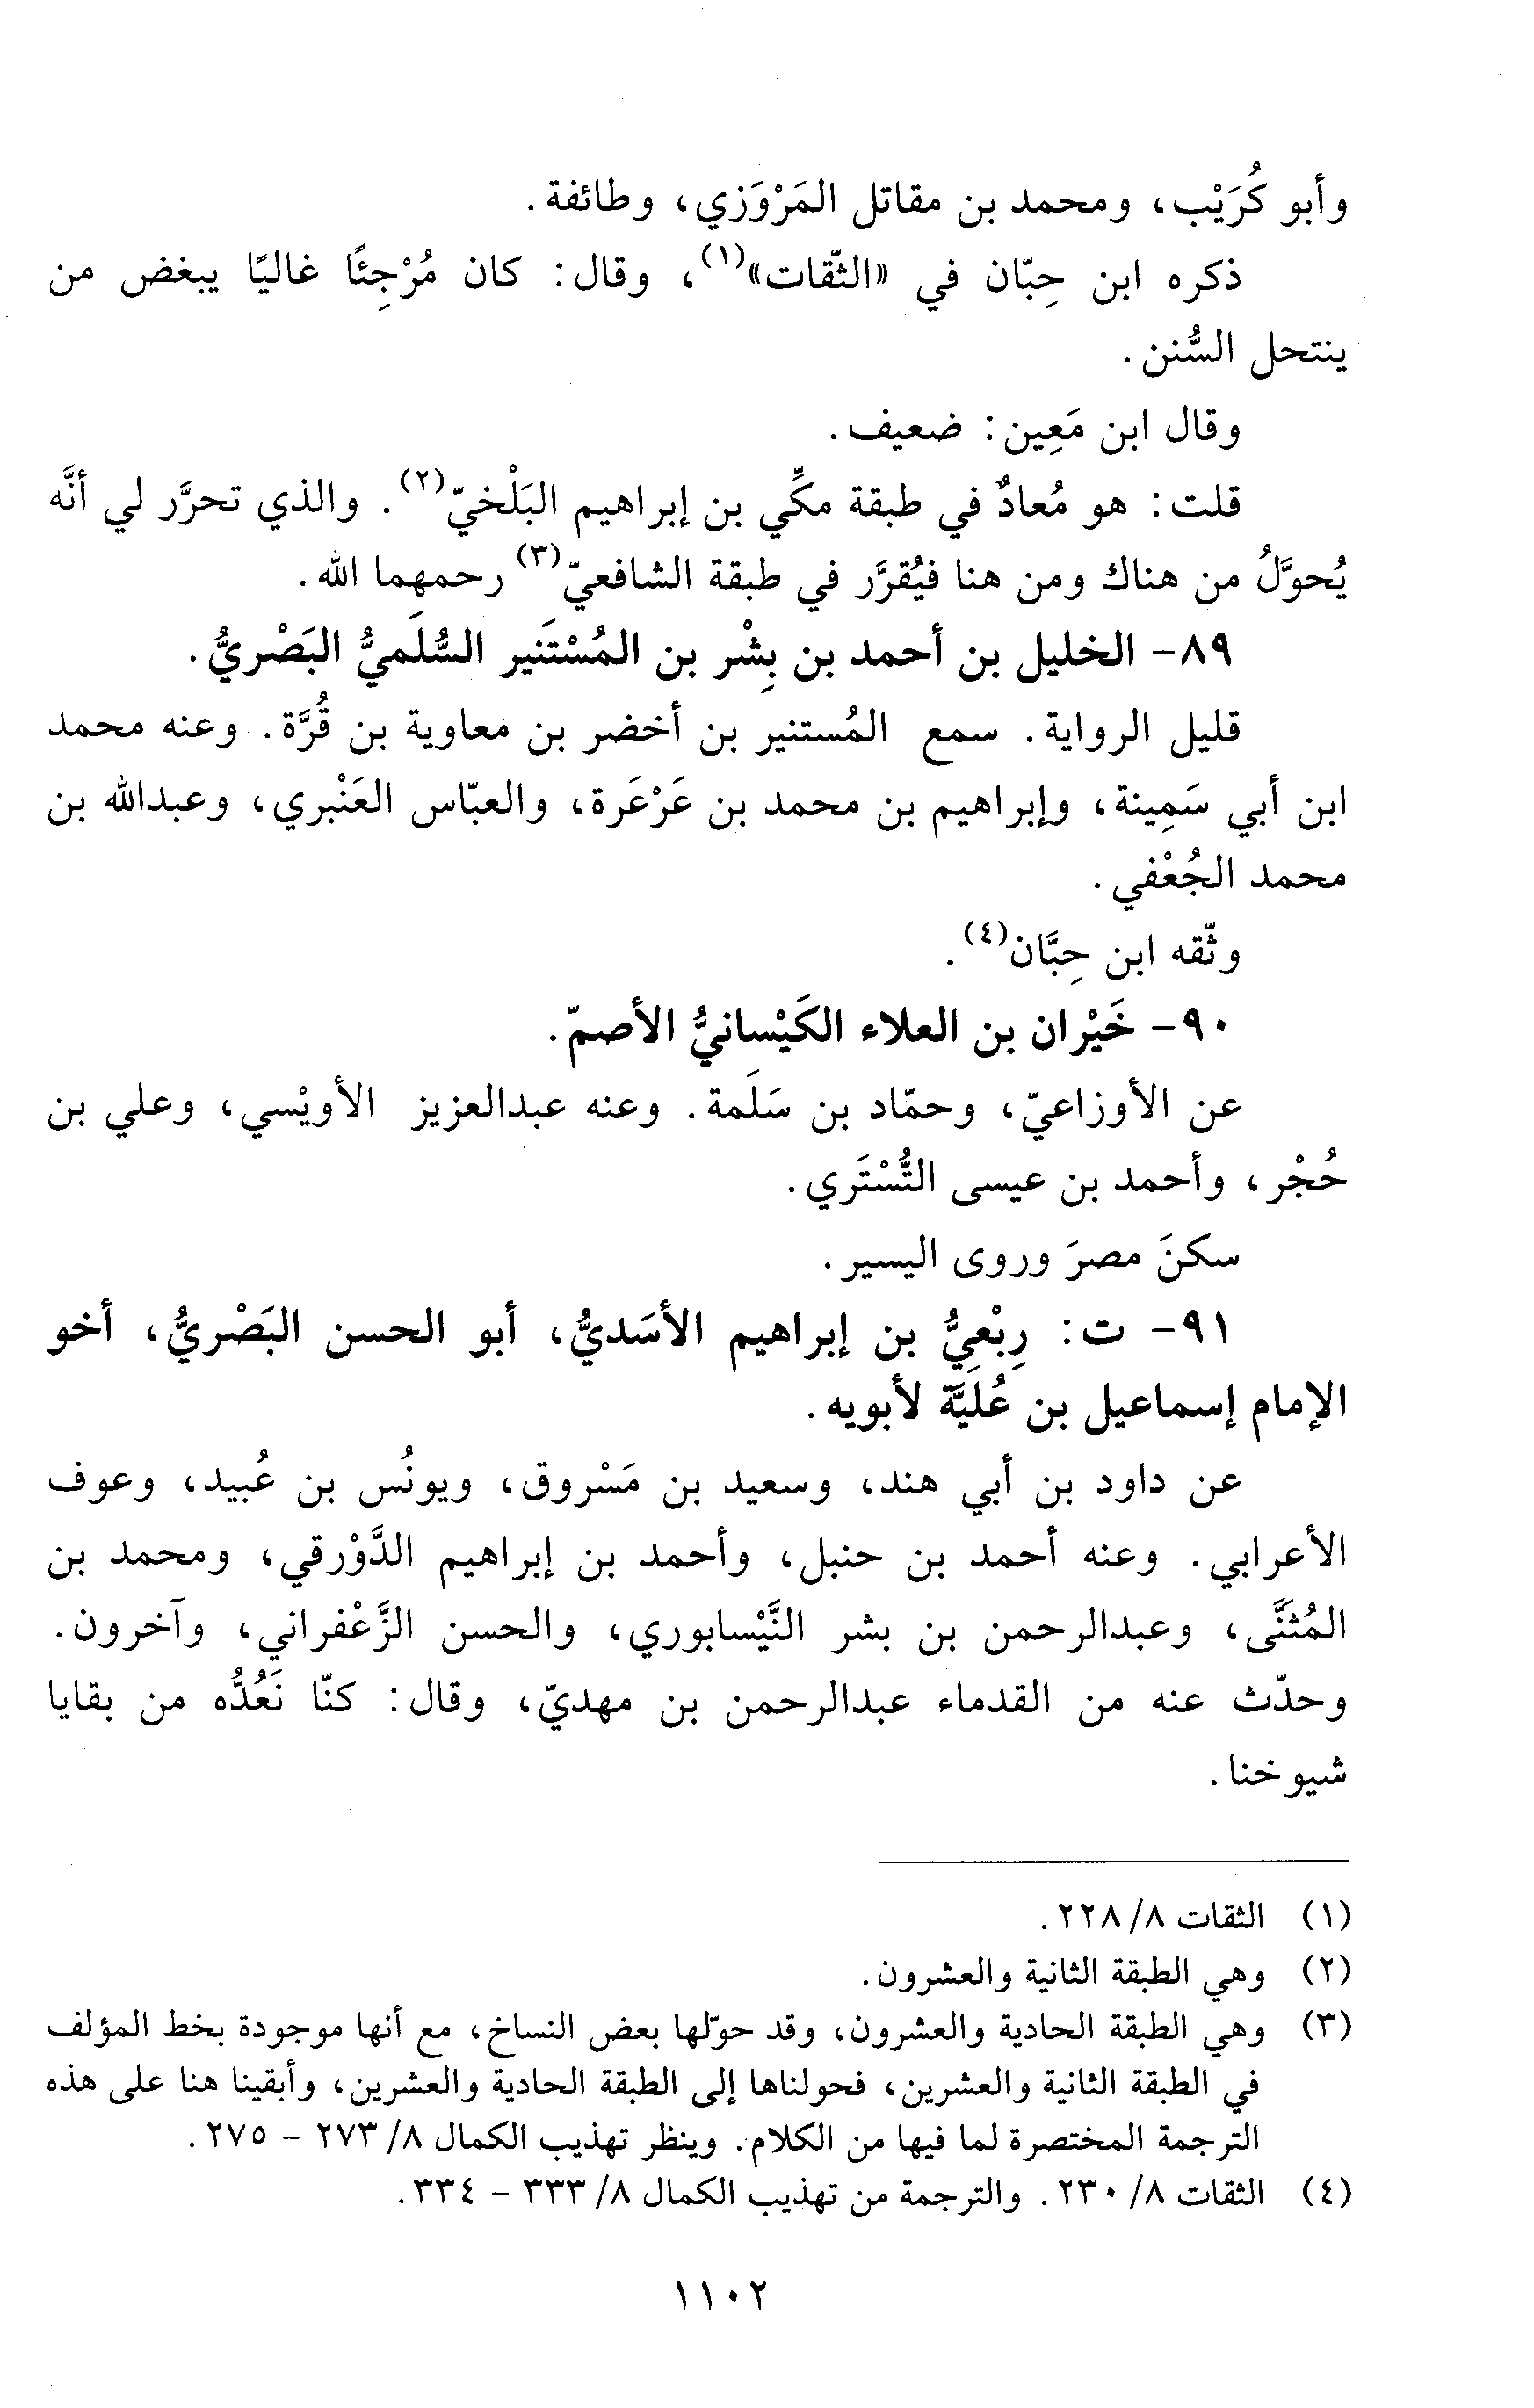 وأبو كُرَيْب، ومحمد بن مقاتل المَرْوَزي، وطائفة.
ذكره ابن حِبّان في «الثّقات»(١)، وقال: كان مُرْجِئًا غاليًا يبغض من
ينتحل السُّنن.
وقال ابن مَعِين: ضعيف.
قلت: هو مُعادٌ في طبقة مكِّي بن إبراهيم البَلْخيّ(٢). والذي تحرَّر لي أنَّه
يُحوَّلُ من هناك ومن هنا فيُقرَّر في طبقة الشافعيّ(٣) رحمهما الله.
٨٩- الخليل بن أحمد بن بِشْر بن المُسْتَنير السُّلَميُّ البَصْريُّ.
قليل الرواية. سمع المُستنير بن أخضر بن معاوية بن قُرَّة. وعنه محمد
ابن أبي سَمِينة، وإبراهيم بن محمد بن عَرْعَرة، والعبّاس العَنْبري، وعبدالله بن
محمد الجُعْفي.
وثّقه ابن حِبَّان(٤).
٩٠- خَيْران بن العلاء الكَيْسانيُّ الأصمّ.
عن الأوزاعيّ، وحمّاد بن سَلَمة. وعنه عبدالعزيز الأويْسي، وعلي بن
حُجْر، وأحمد بن عيسى التُّسْتَري.
سكنَ مصرَ وروى اليسير.
٩١- ت: رِبْعِيُّ بن إبراهيم الأسَديُّ، أبو الحسن البَصْريُّ، أخو
الإمام إسماعيل بن عُلَيَّة لأبويه.
عن داود بن أبي هند، وسعيد بن مَسْروق، ويونُس بن عُبيد، وعوف
الأعرابي. وعنه أحمد بن حنبل، وأحمد بن إبراهيم الدَّوْرقي، ومحمد بن
المُثنَّى، وعبدالرحمن بن بشر النَّيْسابوري، والحسن الزَّعْفراني، وآخرون.
وحدّث عنه من القدماء عبدالرحمن بن مهديّ، وقال: كنّا نَعُدُّه من بقايا
شيوخنا.
(١) الثقات ٨/ ٢٢٨.
(٢) وهي الطبقة الثانية والعشرون.
(٣) وهي الطبقة الحادية والعشرون، وقد حوّلها بعض النساخ، مع أنها موجودة بخط المؤلف
في الطبقة الثانية والعشرين، فحولناها إلى الطبقة الحادية والعشرين، وأبقينا هنا على هذه
الترجمة المختصرة لما فيها من الكلام. وينظر تهذيب الكمال ٨/ ٢٧٣ - ٢٧٥.
(٤) الثقات ٨/ ٢٣٠. والترجمة من تهذيب الكمال ٨/ ٣٣٣ - ٣٣٤.
١١٠٢